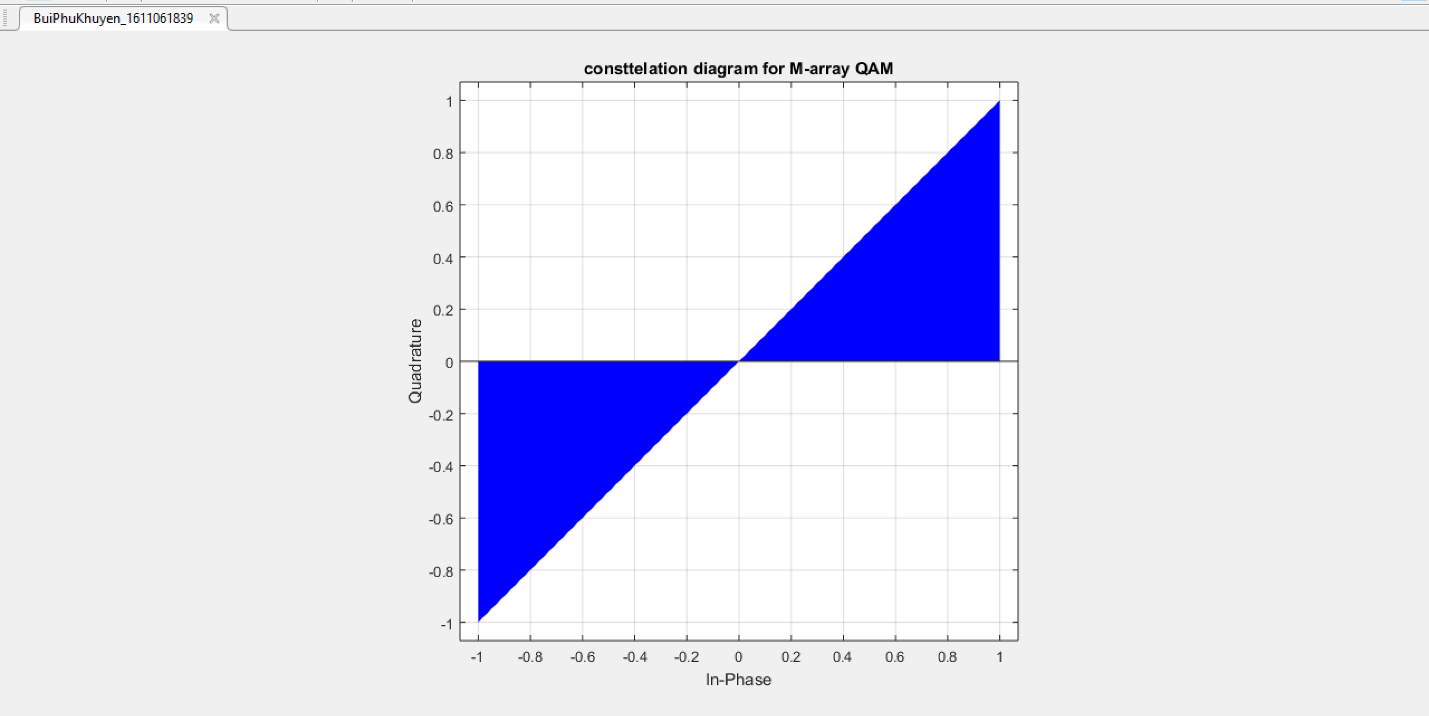 BuiPhuKhuyen_1611061839
consttelation diagram for M-array QAM
1
0.8
0.6
0.4
0.2
0
-0.2
-0.4
-0.6
-0.8
-1
Quadrature
-1 -0.8 -0.6 -0.4 -0.2 0 0.2 0.4 0.6 0.8 1
In-Phase